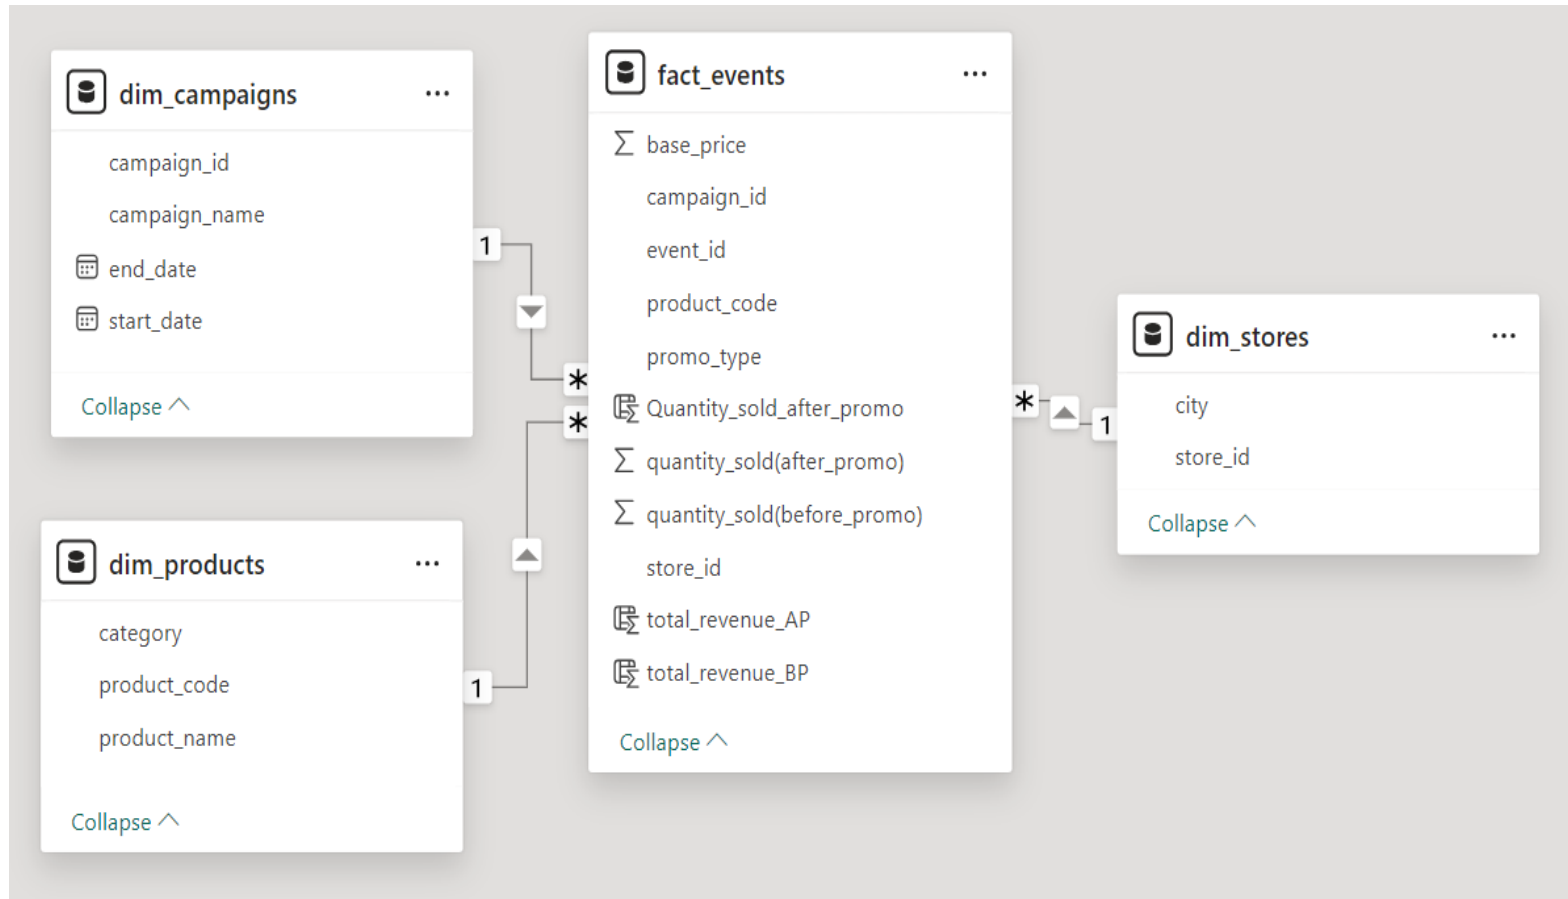 dim_campaigns
campaign_id
campaign_name
end_date
start_date
Collapse
1
*
dim_products
category
product_code
product_name
Collapse
1
*
fact_events
base_price
campaign_id
event_id
product_code
promo_type
Quantity_sold_after_promo
quantity_sold(after_promo)
quantity_sold(before_promo)
store_id
total_revenue_AP
total_revenue_BP
Collapse
*
1
dim_stores
city
store_id
Collapse